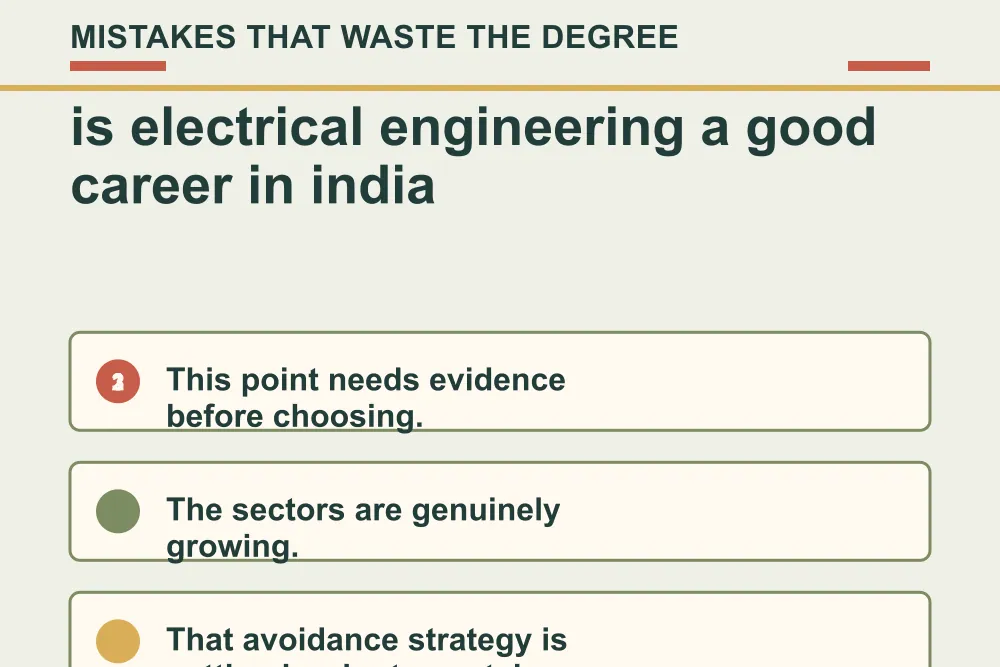 MISTAKES THAT WASTE THE DEGREE
is electrical engineering a good
career in india
This point needs evidence
before choosing.
The sectors are genuinely
growing.
That avoidance strategy is